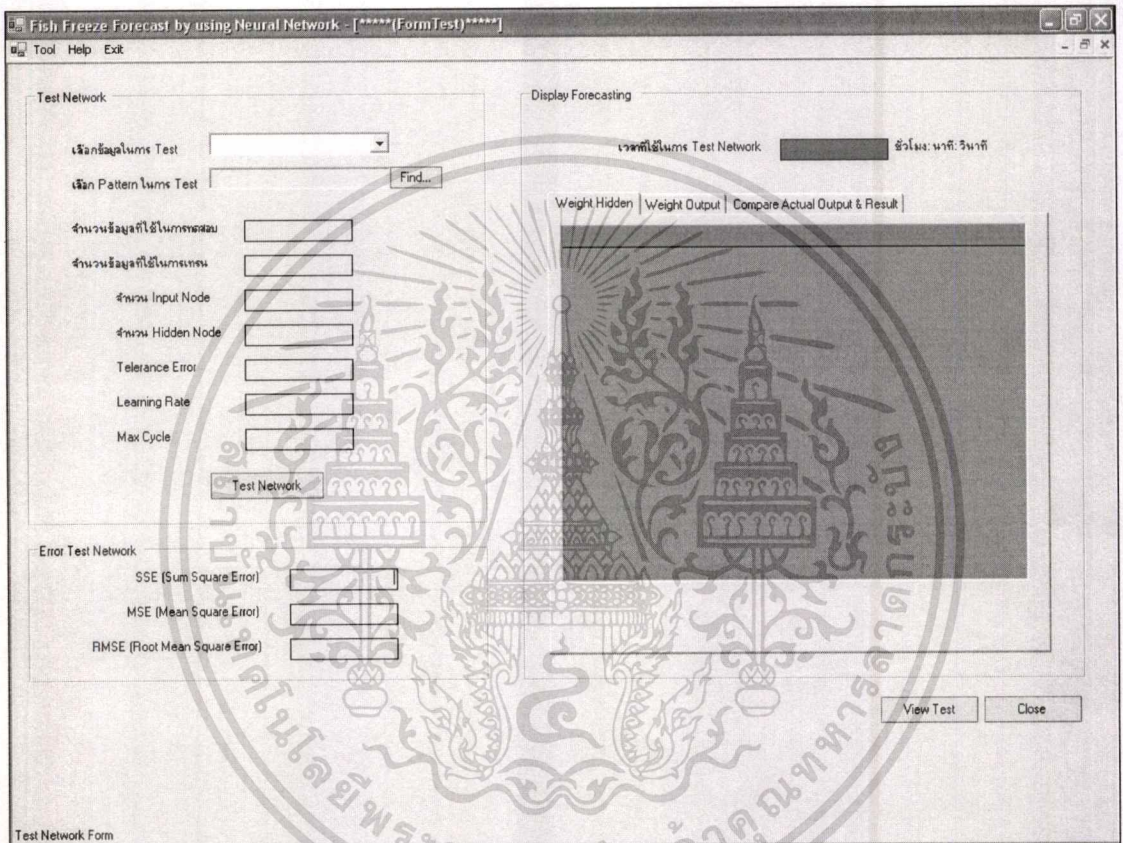 Fish Freeze Forecast by using Neural Network - [*****(FormTest)*****]
Tool Help Exit
Test Network
เลือกข้อมูลในการ Test
เลือก Pattern ในการ Test
Find...
จำนวนข้อมูลที่ใช้ในการทดสอบ
จำนวนข้อมูลที่ใช้ในการเทรน
จำนวน Input Node
จำนวน Hidden Node
Telerance Error
Learning Rate
Max Cycle
Test Network
Error Test Network
SSE (Sum Square Error)
MSE (Mean Square Error)
RMSE (Root Mean Square Error)
Display Forecasting
เวลาที่ใช้ในการ Test Network
ชั่วโมง: นาที: วินาที
Weight Hidden
Weight Output
Compare Actual Output & Result
View Test
Close
Test Network Form